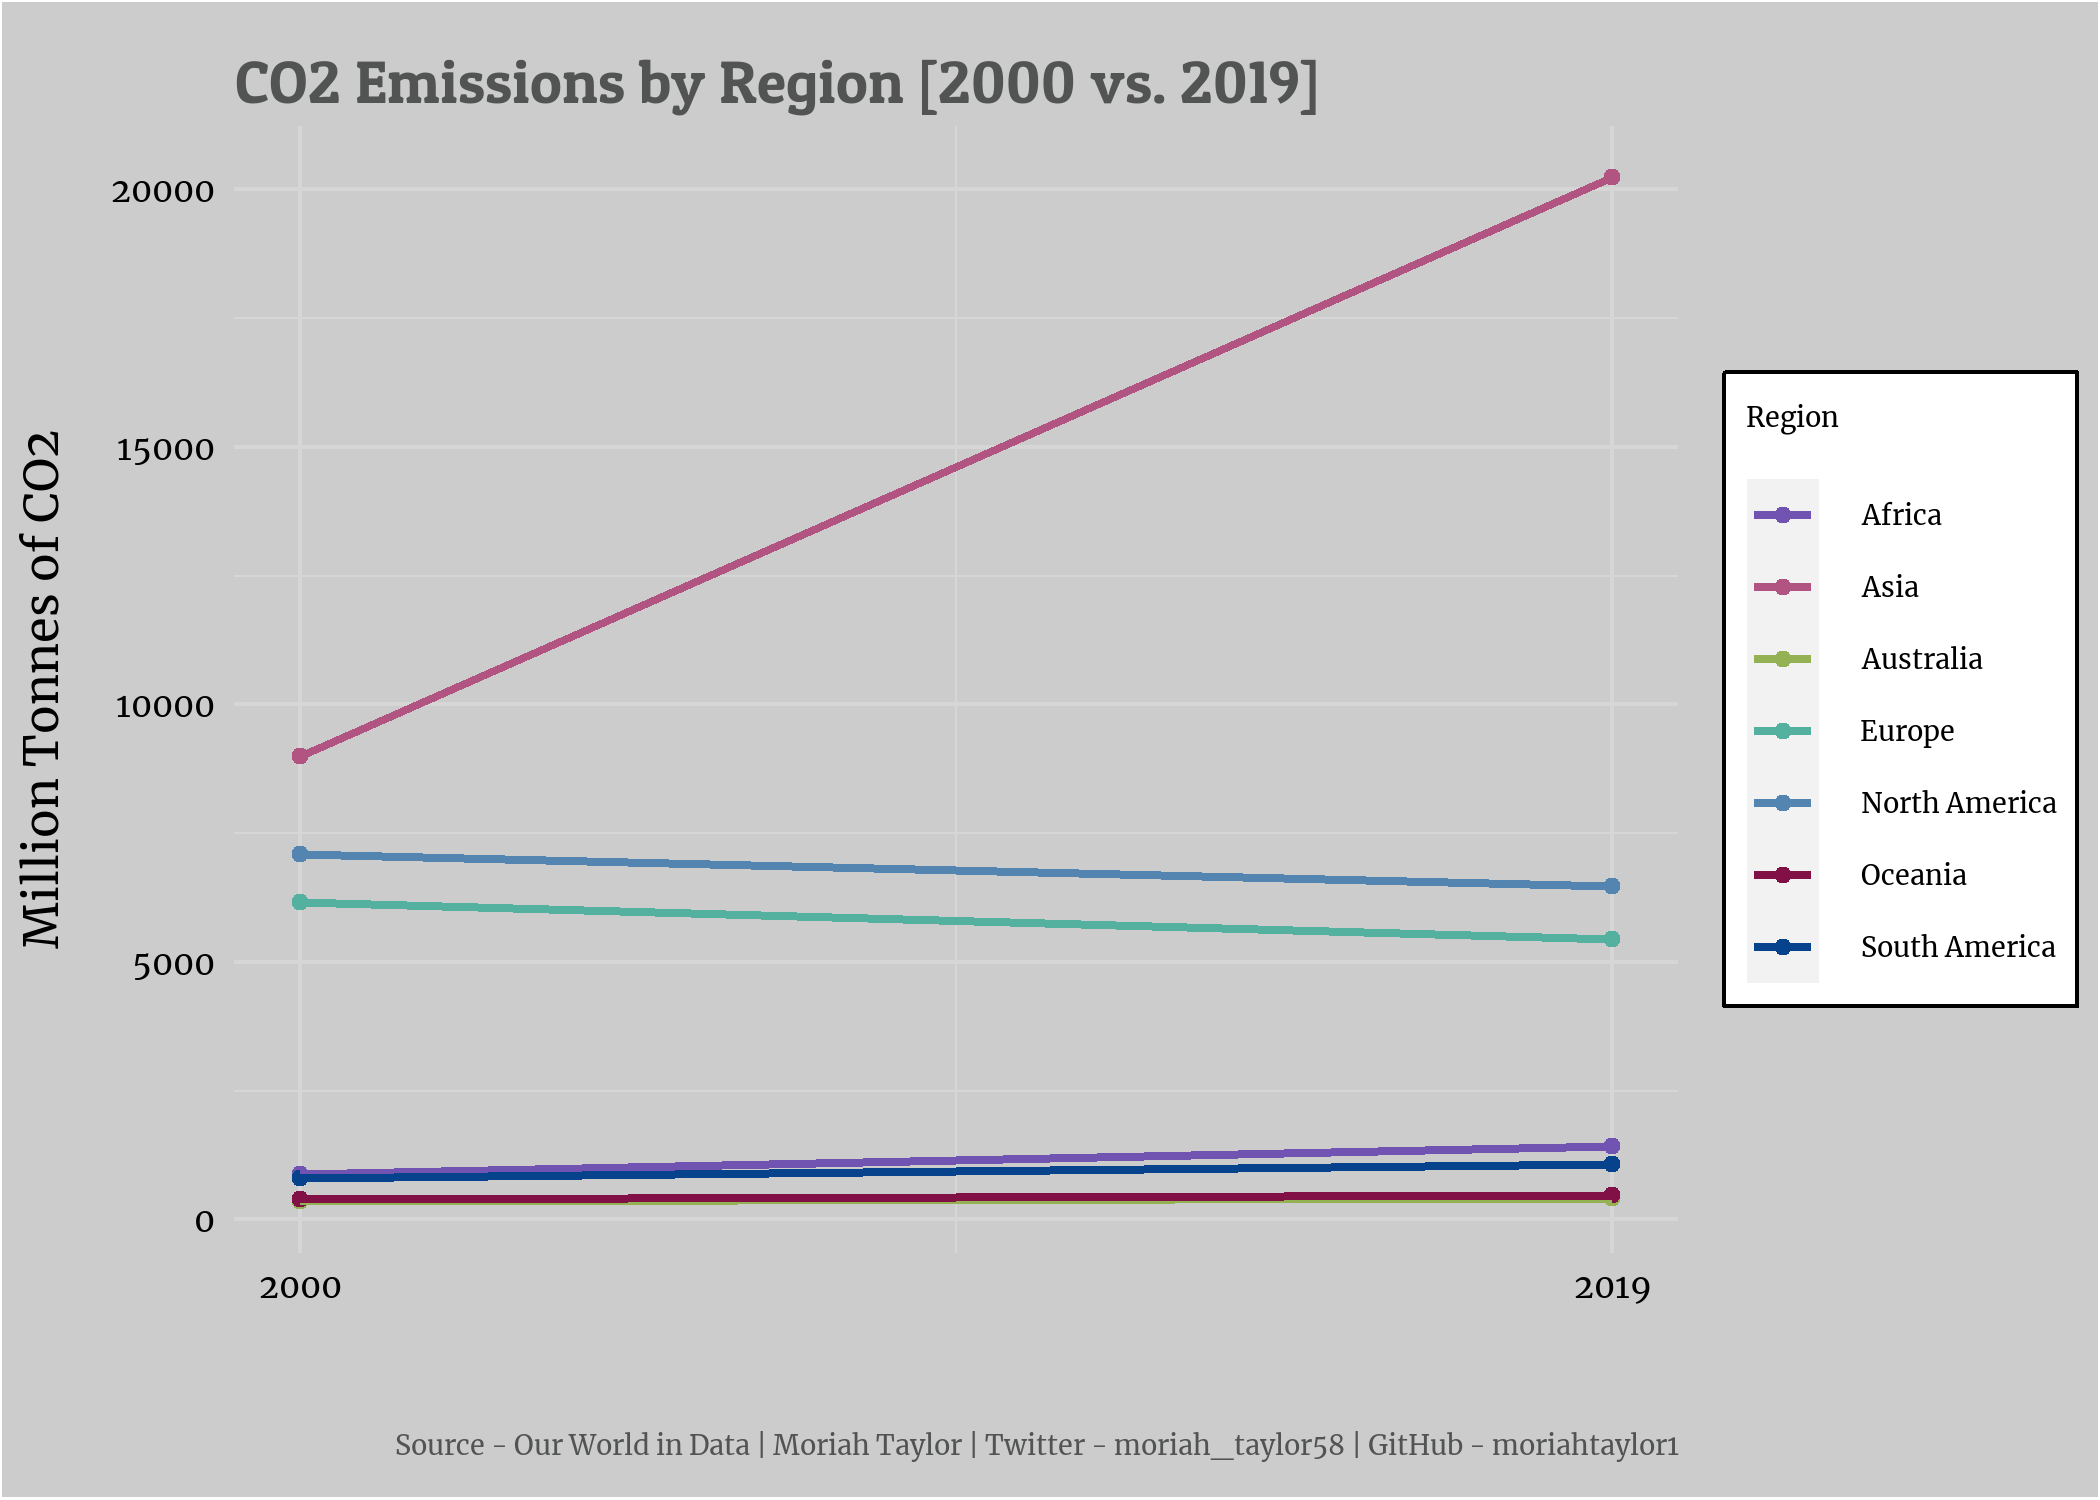 CO2 Emissions by Region [2000 vs. 2019]
Million Tonnes of CO2
20000
15000
10000
5000
0
2000
2019
Region
Africa
Asia
Australia
Europe
North America
Oceania
South America
Source - Our World in Data | Moriah Taylor | Twitter - moriah_taylor58 | GitHub - moriahtaylor1